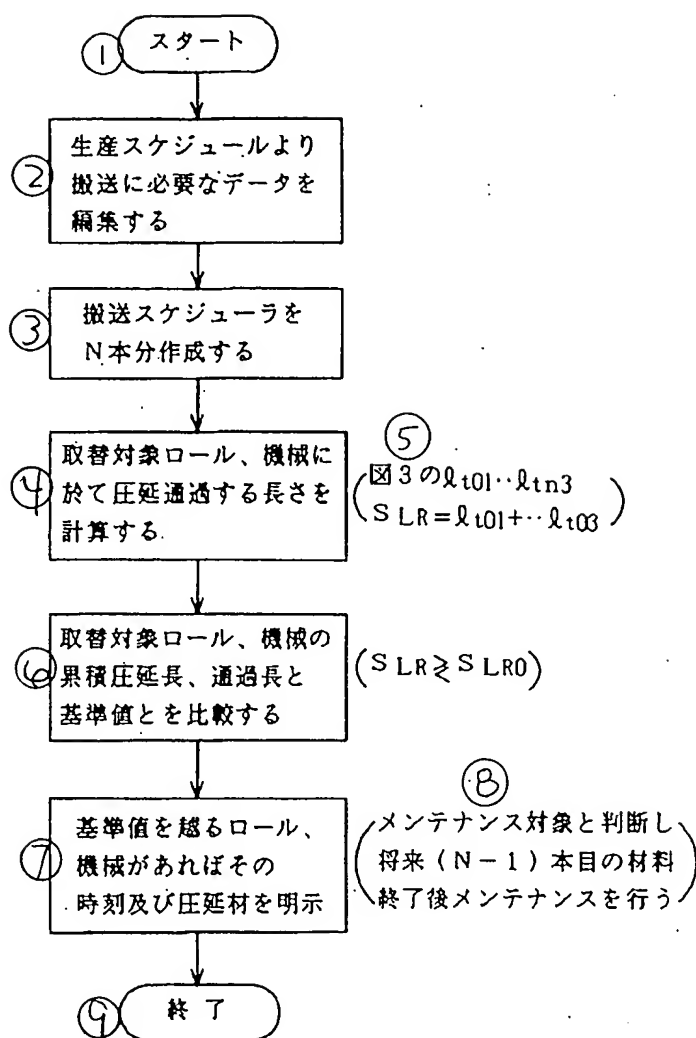 ① スタート
② 生産スケジュールより
搬送に必要なデータを
編集する
③ 搬送スケジューラを
N本分作成する
④ 取替対象ロール、機械に
於て圧延通過する長さを
計算する.
⑤
(図3のℓt01‥ℓtn3
SLR=ℓt01+‥ℓt03)
⑥ 取替対象ロール、機械の
累積圧延長、通過長と
基準値とを比較する
(SLR≷SLR0)
⑦ 基準値を越るロール、
機械があればその
時刻及び圧延材を明示
⑧
(メンテナンス対象と判断し
将来(N-1)本目の材料
終了後メンテナンスを行う)
⑨ 終了